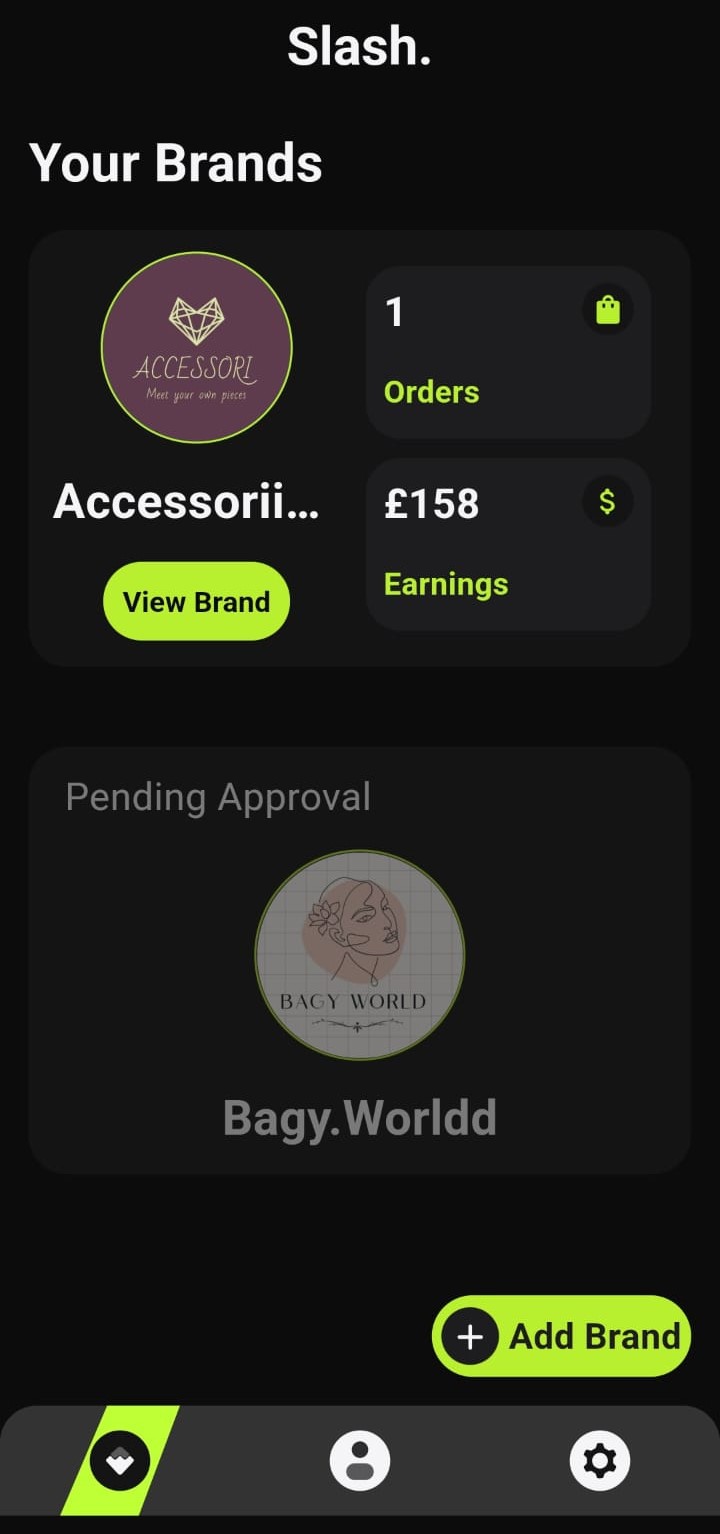 Slash.
Your Brands
ACCESSORI
Meet your own pieces
Accessorii...
View Brand
1
Orders
£158
$
Earnings
Pending Approval
BAGY WORLD
Bagy.Worldd
+ Add Brand